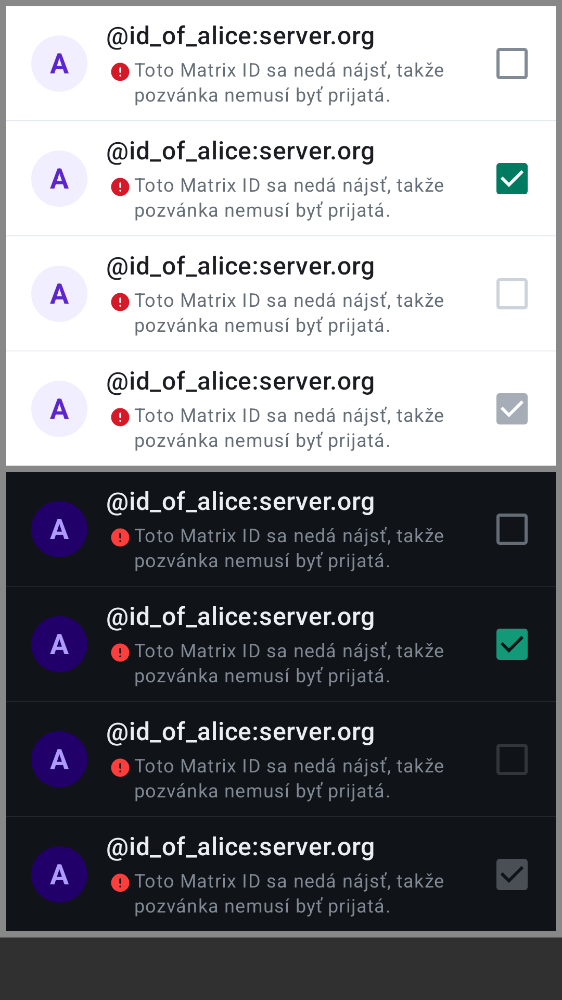 A
@id_of_alice:server.org
Toto Matrix ID sa nedá nájsť, takže
pozvánka nemusí byť prijatá.
A
@id_of_alice:server.org
Toto Matrix ID sa nedá nájsť, takže
pozvánka nemusí byť prijatá.
A
@id_of_alice:server.org
Toto Matrix ID sa nedá nájsť, takže
pozvánka nemusí byť prijatá.
A
@id_of_alice:server.org
Toto Matrix ID sa nedá nájsť, takže
pozvánka nemusí byť prijatá.
A
@id_of_alice:server.org
Toto Matrix ID sa nedá nájsť, takže
pozvánka nemusí byť prijatá.
A
@id_of_alice:server.org
Toto Matrix ID sa nedá nájsť, takže
pozvánka nemusí byť prijatá.
A
@id_of_alice:server.org
Toto Matrix ID sa nedá nájsť, takže
pozvánka nemusí byť prijatá.
A
@id_of_alice:server.org
Toto Matrix ID sa nedá nájsť, takže
pozvánka nemusí byť prijatá.